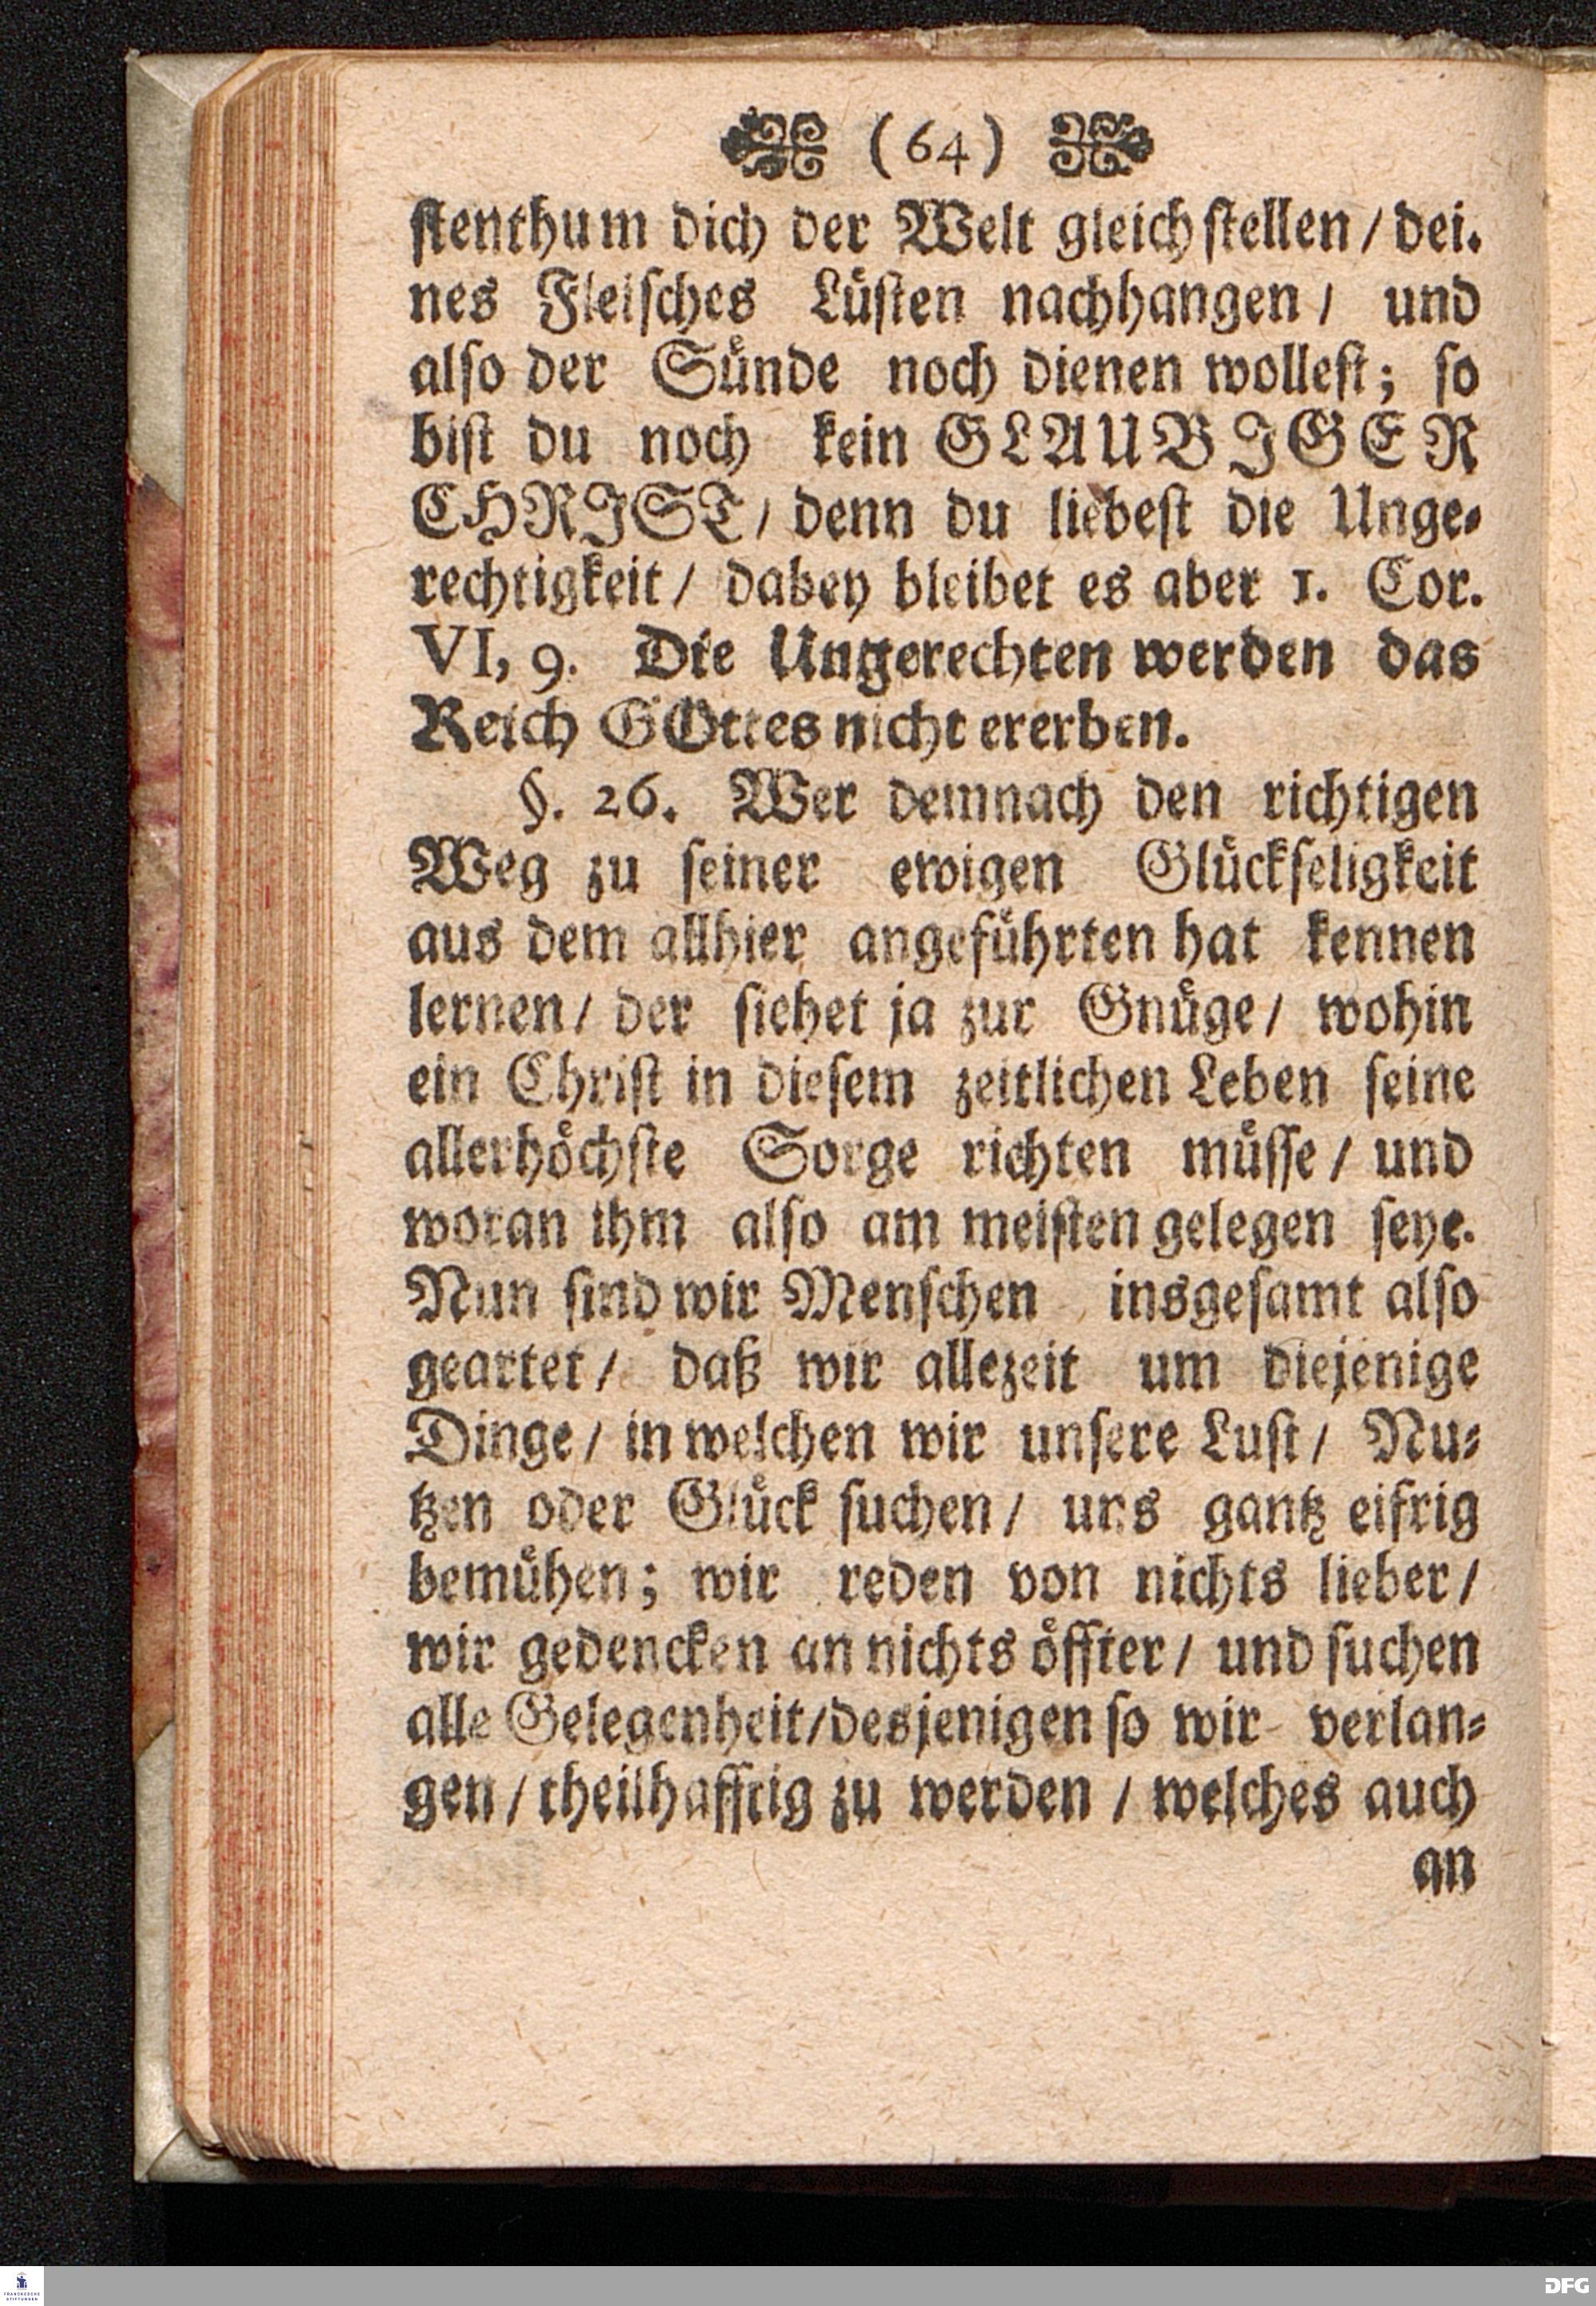 (64)
stenthum dich der Welt gleich stellen / dei.
nes Fleisches Lüsten nachhangen / und
also der Sünde noch dienen wollest; so
bist du noch kein GLAUBIGER
CHRIST / denn du liebest die Unge-
rechtigkeit / dabey bleibet es aber 1. Cor.
VI, 9. Die Ungerechten werden das
Reich GOttes nicht ererben.
§. 26. Wer demnach den richtigen
Weg zu seiner ewigen Glückseligkeit
aus dem allhier angeführten hat kennen
lernen / der siehet ja zur Gnüge / wohin
ein Christ in diesem zeitlichen Leben seine
allerhöchste Sorge richten müsse / und
woran ihm also am meisten gelegen seye.
Nun sind wir Menschen insgesamt also
geartet / daß wir allezeit um diejenige
Dinge / in welchen wir unsere Lust / Nu-
tzen oder Glück suchen / uns gantz eifrig
bemühen; wir reden von nichts lieber /
wir gedencken an nichts öffter / und suchen
alle Gelegenheit / desjenigen so wir verlan-
gen / theilhafftig zu werden / welches auch
an
FRANCKESCHE
STIFTUNGEN
DFG